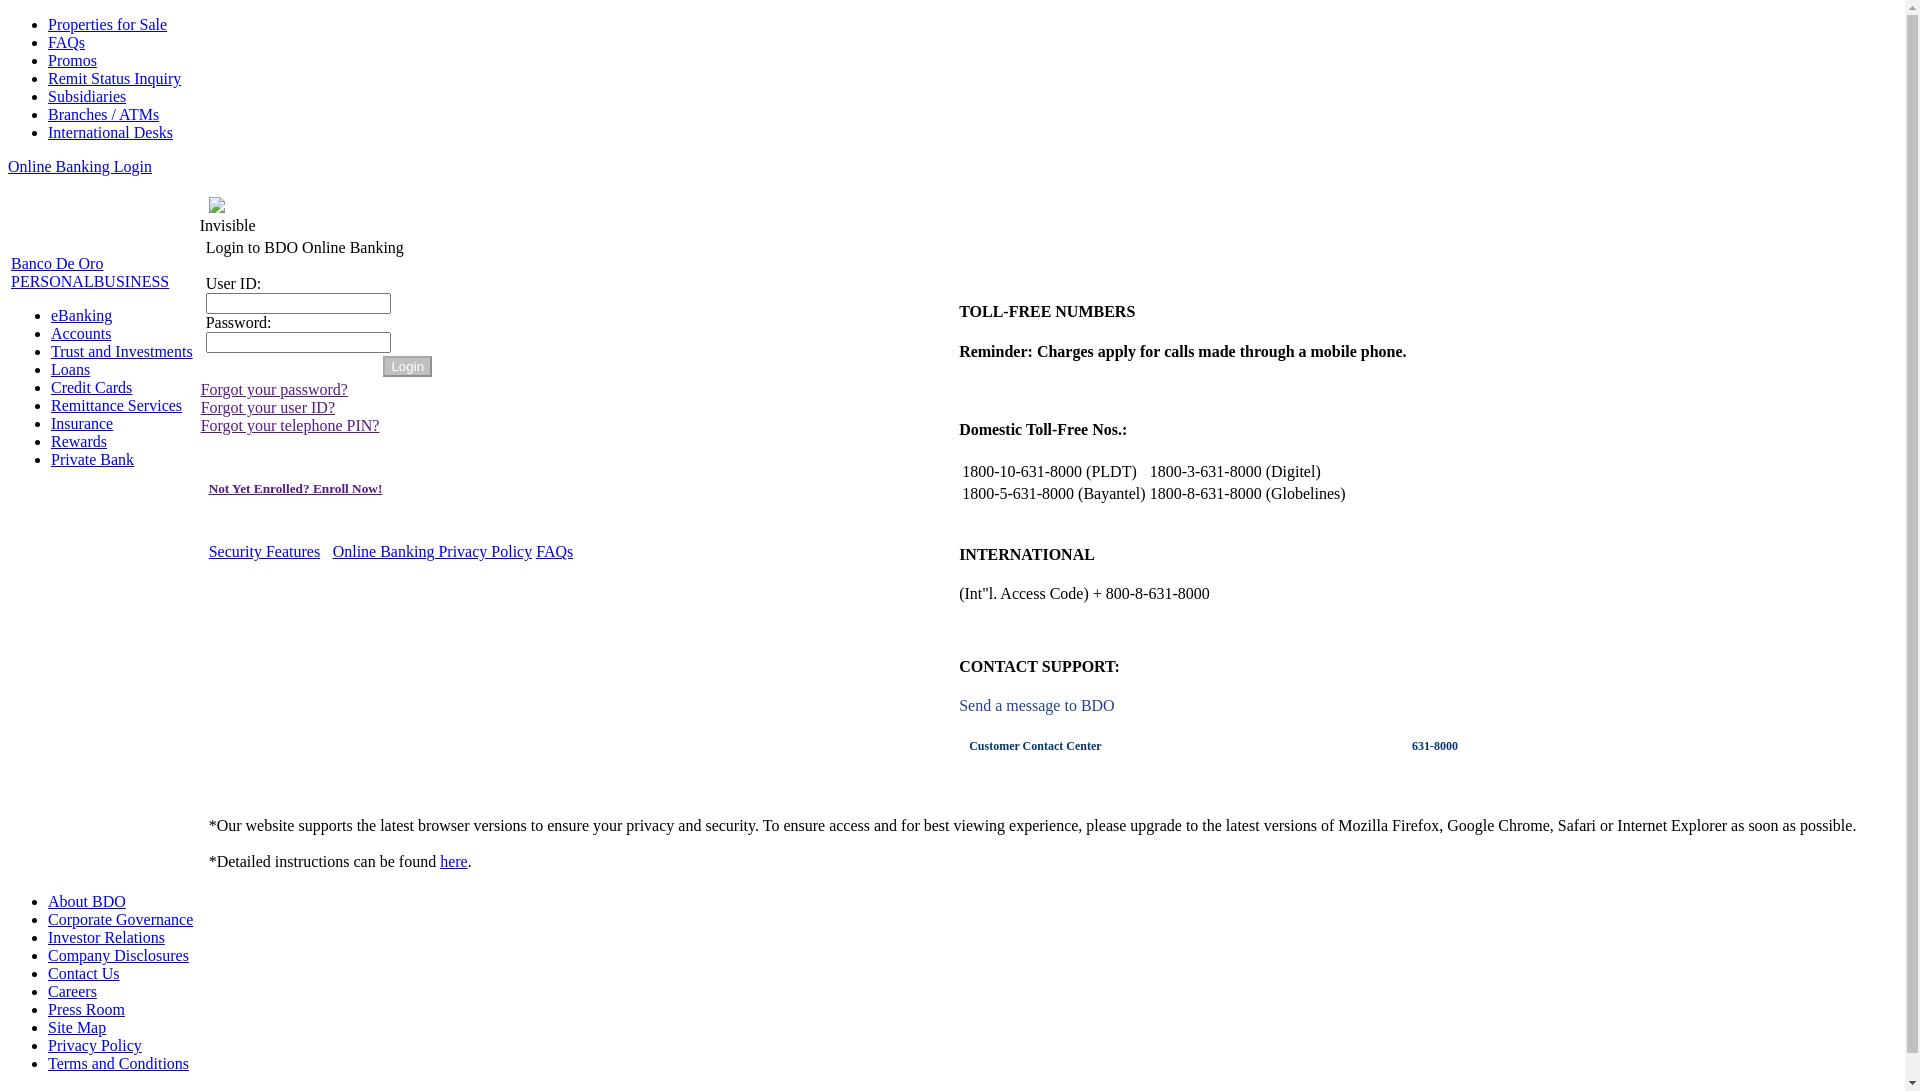 Properties for Sale
FAQs
Promos
Remit Status Inquiry
Subsidiaries
Branches / ATMs
International Desks
Online Banking Login
Banco De Oro
PERSONALBUSINESS
eBanking
Accounts
Trust and Investments
Loans
Credit Cards
Remittance Services
Insurance
Rewards
Private Bank
Invisible
Login to BDO Online Banking
User ID:
Password:
Login
Forgot your password?
Forgot your user ID?
Forgot your telephone PIN?
Not Yet Enrolled? Enroll Now!
Security Features Online Banking Privacy Policy FAQs
TOLL-FREE NUMBERS
Reminder: Charges apply for calls made through a mobile phone.
Domestic Toll-Free Nos.:
1800-10-631-8000 (PLDT) 1800-3-631-8000 (Digitel)
1800-5-631-8000 (Bayantel) 1800-8-631-8000 (Globelines)
INTERNATIONAL
(Int"l. Access Code) + 800-8-631-8000
CONTACT SUPPORT:
Send a message to BDO
Customer Contact Center 631-8000
*Our website supports the latest browser versions to ensure your privacy and security. To ensure access and for best viewing experience, please upgrade to the latest versions of Mozilla Firefox, Google Chrome, Safari or Internet Explorer as soon as possible.
*Detailed instructions can be found here.
About BDO
Corporate Governance
Investor Relations
Company Disclosures
Contact Us
Careers
Press Room
Site Map
Privacy Policy
Terms and Conditions